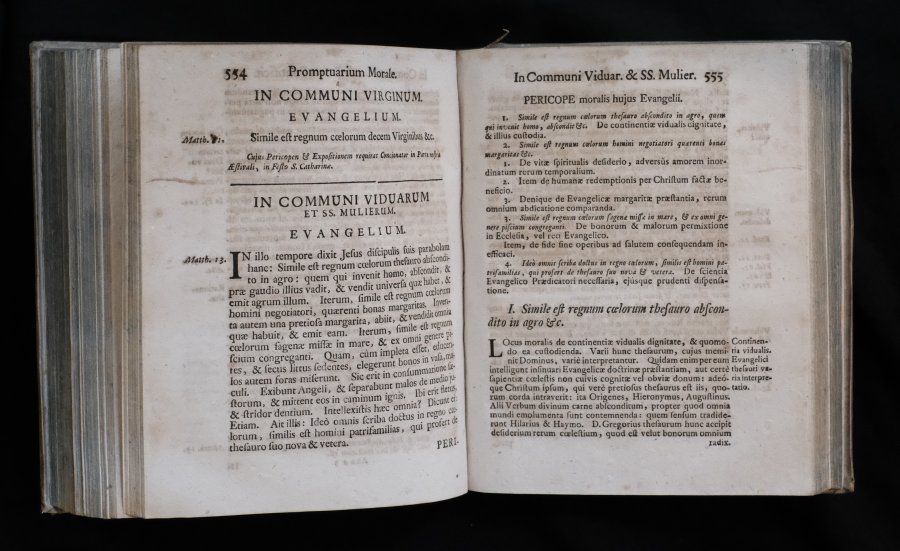 554 Promptuarium Morale.
IN COMMUNI VIRGINUM.
EVANGELIUM.
Matth. Simile est regnum cœlorum decem Virginibus &c.
Cujus Pericopen & Expositionem requirat Concionator in Parte nostra
Æstivali, in Festo S. Catharinæ.
IN COMMUNI VIDUARUM
ET SS. MULIERUM.
EVANGELIUM.
Matth. 13. IN illo tempore dixit Jesus discipulis suis parabolam
hanc: Simile est regnum cœlorum thesauro abscondi-
to in agro: quem qui invenit homo, abscondit, &
præ gaudio illius vadit, & vendit universa quæ habet, &
emit agrum illum. Iterum, simile est regnum cœlorum
homini negotiatori, quærenti bonas margaritas. Inven-
ta autem una pretiosa margarita, abiit, & vendidit omnia
quæ habuit, & emit eam. Iterum, simile est regnum
cœlorum sagenæ missæ in mare, & ex omni genere pi-
scium congreganti. Quam, cùm impleta esset, educen-
tes, & secus littus sedentes, elegerunt bonos in vasa, ma-
los autem foras miserunt. Sic erit in consummatione sæ-
culi. Exibunt Angeli, & separabunt malos de medio ju-
storum, & mittent eos in caminum ignis. Ibi erit fletus,
& stridor dentium. Intellexistis hæc omnia? Dicunt ei:
Etiam. Ait illis: Ideò omnis scriba doctus in regno cœ-
lorum, similis est homini patrifamilias, qui profert de
thesauro suo nova & vetera.
PERI-
In Communi Viduar. & SS. Mulier. 555
PERICOPE moralis hujus Evangelii.
1. Simile est regnum cœlorum thesauro abscondito in agro, quem
qui invenit homo, abscondit &c. De continentiæ vidualis dignitate,
& illius custodia.
2. Simile est regnum cœlorum homini negotiatori quærenti bonas
margaritas &c.
1. De vitæ spiritualis desiderio, adversùs amorem inor-
dinatum rerum temporalium.
2. Item de humanæ redemptionis per Christum factæ be-
neficio.
3. Denique de Evangelicæ margaritæ præstantia, rerum
omnium abdicatione comparanda.
3. Simile est regnum cœlorum sagenæ missæ in mare, & ex omni ge-
nere piscium congreganti. De bonorum & malorum permixtione
in Ecclesia, vel reti Evangelico.
Item, de fide sine operibus ad salutem consequendam in-
efficaci.
4. Ideò omnis scriba doctus in regno cœlorum, similis est homini pa-
trifamilias, qui profert de thesauro suo nova & vetera. De scientia
Evangelico Prædicatori necessaria, ejusque prudenti dispensa-
tione.
I. Simile est regnum cœlorum thesauro abscon-
dito in agro &c.
LOcus moralis de continentiæ vidualis dignitate, & quomo- Continen-
do ea custodienda. Varii hunc thesaurum, cujus memi- tia vidualis.
nit Dominus, variè interpretantur. Quidam enim per eum Evangelici
intelligunt insinuari Evangelicæ doctrinæ præstantiam, aut certè thesauri va-
sapientiæ cœlestis non cuivis cognitæ vel obviæ donum: adeó- ria interpre-
que Christum ipsum, qui verè pretiosus thesaurus est iis, quo- tatio.
rum corda intraverit: ita Origenes, Hieronymus, Augustinus.
Alii Verbum divinum carne absconditum, propter quod omnia
mundi emolumenta sunt contemnenda: quem sensum tradide-
runt Hilarius & Haymo. D. Gregorius thesaurum hunc accipit
desiderium rerum cœlestium, quod est velut bonorum omnium
radix.